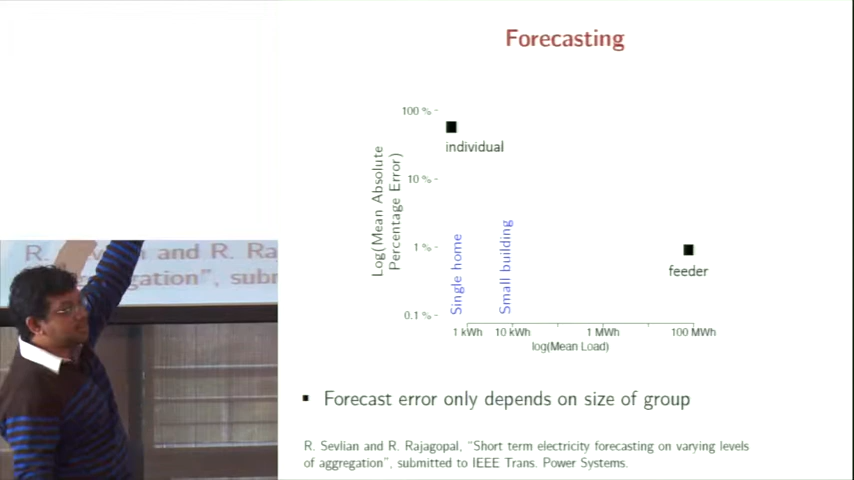 Forecasting
100 %
10 %
1 %
0.1 %
Log(Mean Absolute
Percentage Error)
individual
feeder
Single home
Small building
1 kWh
10 kWh
1 MWh
100 MWh
log(Mean Load)
Forecast error only depends on size of group
R. Sevlian and R. Rajagopal, “Short term electricity forecasting on varying levels
of aggregation”, submitted to IEEE Trans. Power Systems.
and R. Ra
gation”, subm